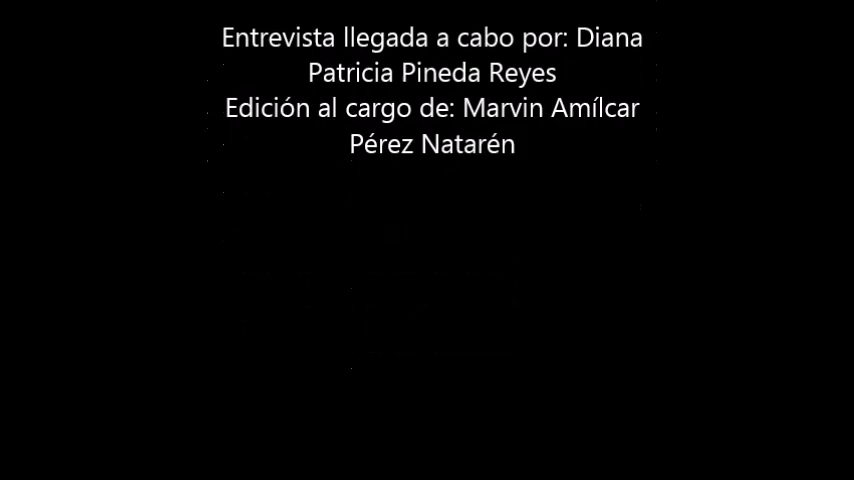 Entrevista llegada a cabo por: Diana
Patricia Pineda Reyes
Edición al cargo de: Marvin Amílcar
Pérez Natarén